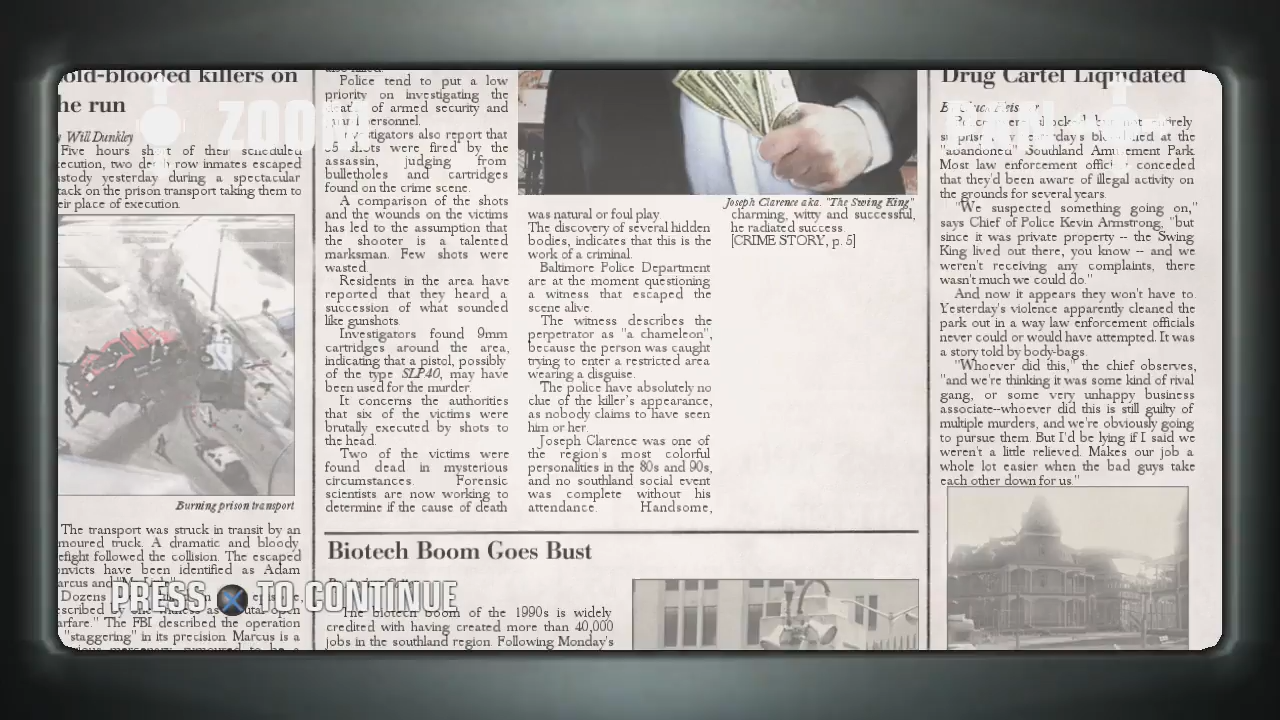 old-blooded killers on
he run
Will Dunkley
Five hours short of their scheduled
xecution, two death row inmates escaped
ustody yesterday during a spectacular
tack on the prison transport taking them to
eir place of execution.
Burning prison transport
The transport was struck in transit by an
moured truck. A dramatic and bloody
efight followed the collision. The escaped
nvicts have been identified as Adam
arcus and
Dozens
escribed by one witness as "brutal open
arfare." The FBI described the operation
"staggering" in its precision. Marcus is a
also killed.
Police tend to put a low
priority on investigating the
deaths of armed security and
guard personnel.
Investigators also report that
shots were fired by the
assassin, judging from
bulletholes and cartridges
found on the crime scene.
A comparison of the shots
and the wounds on the victims
has led to the assumption that
the shooter is a talented
marksman. Few shots were
wasted.
Residents in the area have
reported that they heard a
succession of what sounded
like gunshots.
Investigators found 9mm
cartridges around the area,
indicating that a pistol, possibly
of the type SLP40, may have
been used for the murder.
It concerns the authorities
that six of the victims were
brutally executed by shots to
the head.
Two of the victims were
found dead in mysterious
circumstances. Forensic
scientists are now working to
determine if the cause of death
Joseph Clarence aka. "The Swing King"
was natural or foul play.
The discovery of several hidden
bodies, indicates that this is the
work of a criminal.
Baltimore Police Department
are at the moment questioning
a witness that escaped the
scene alive.
The witness describes the
perpetrator as "a chameleon",
because the person was caught
trying to enter a restricted area
wearing a disguise.
The police have absolutely no
clue of the killer's appearance,
as nobody claims to have seen
him or her.
Joseph Clarence was one of
the region's most colorful
personalities in the 80s and 90s,
and no southland social event
was complete without his
attendance. Handsome,
charming, witty and successful,
he radiated success.
[CRIME STORY, p. 5]
Biotech Boom Goes Bust
The biotech boom of the 1990s is widely
credited with having created more than 40,000
jobs in the southland region. Following Monday's
Drug Cartel Liquidated
Police were shocked but not entirely
surprised by yesterday's bloodshed at the
"abandoned" Southland Amusement Park.
Most law enforcement officials conceded
that they'd been aware of illegal activity on
the grounds for several years.
"We suspected something going on,"
says Chief of Police Kevin Armstrong, "but
since it was private property -- the Swing
King lived out there, you know -- and we
weren't receiving any complaints, there
wasn't much we could do."
And now it appears they won't have to.
Yesterday's violence apparently cleaned the
park out in a way law enforcement officials
never could or would have attempted. It was
a story told by body-bags.
"Whoever did this," the chief observes,
"and we're thinking it was some kind of rival
gang, or some very unhappy business
associate--whoever did this is still guilty of
multiple murders, and we're obviously going
to pursue them. But I'd be lying if I said we
weren't a little relieved. Makes our job a
whole lot easier when the bad guys take
each other down for us."
ZOOM
PRESS X TO CONTINUE